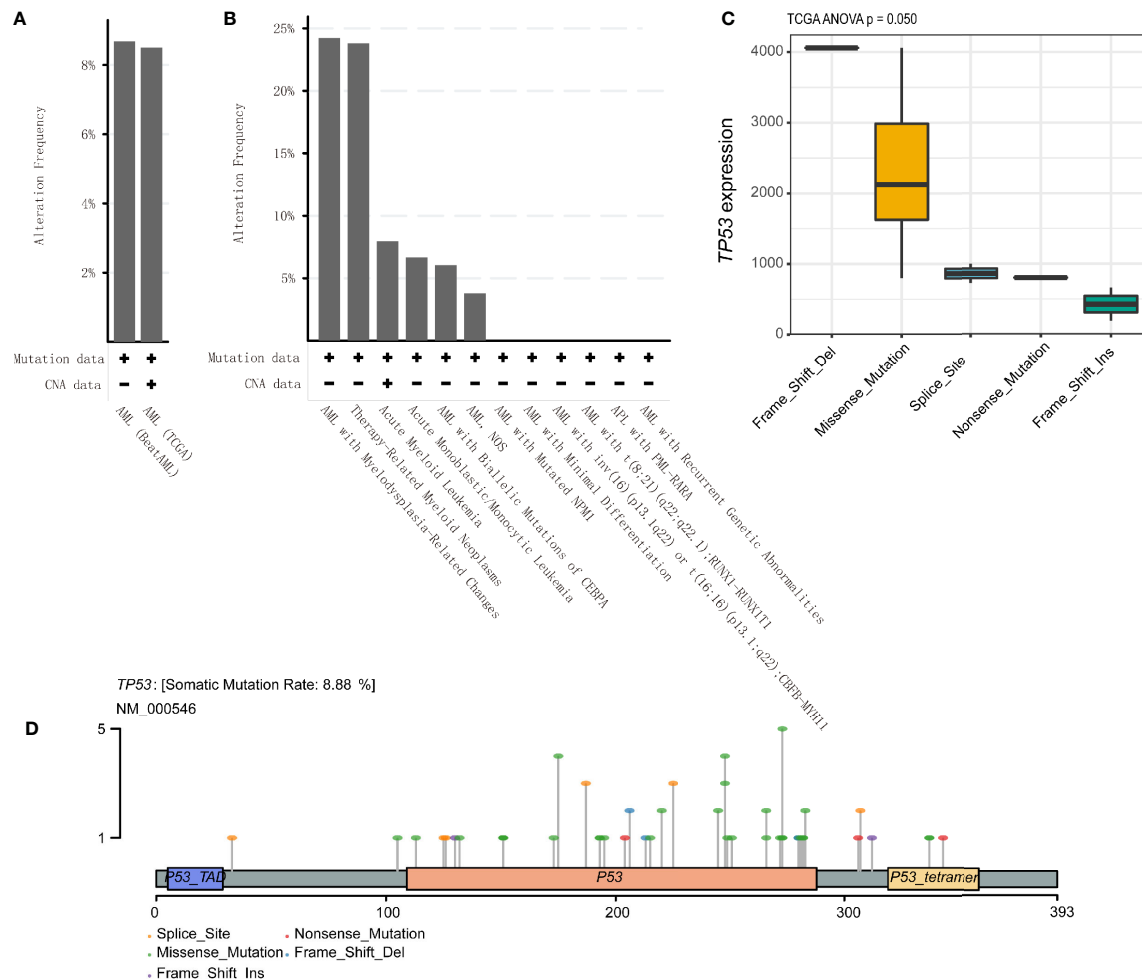 A
8%
6%
4%
2%
Alteration Frequency
Mutation data + +
CNA data - +
AML (BeatAML)
AML (TCGA)
B
25%
20%
15%
10%
5%
Alteration Frequency
Mutation data + + + + + + + + + + + +
CNA data - - + - - - - - - - - -
AML with Myelodysplasia-Related Changes
Therapy-Related Myeloid Neoplasms
Acute Myeloid Leukemia
Acute Monoblastic/Monocytic Leukemia
AML with Biallelic Mutations of CEBPA
AML, NOS
AML with Mutated NPM1
AML with Minimal Differentiation
AML with inv(16)(p13.1q22) or t(16;16)(p13.1;q22);CBFB-MYH11
AML with t(8;21)(q22;q22.1);RUNX1-RUNX1T1
APL with PML-RARA
AML with Recurrent Genetic Abnormalities
C
TCGA ANOVA p = 0.050
4000
3000
2000
1000
0
TP53 expression
Frame_Shift_Del
Missense_Mutation
Splice_Site
Nonsense_Mutation
Frame_Shift_Ins
TP53: [Somatic Mutation Rate: 8.88 %]
NM_000546
D
5
1
P53_TAD
P53
P53_tetramer
0 100 200 300 393
Splice_Site Nonsense_Mutation
Missense_Mutation Frame_Shift_Del
Frame_Shift_Ins